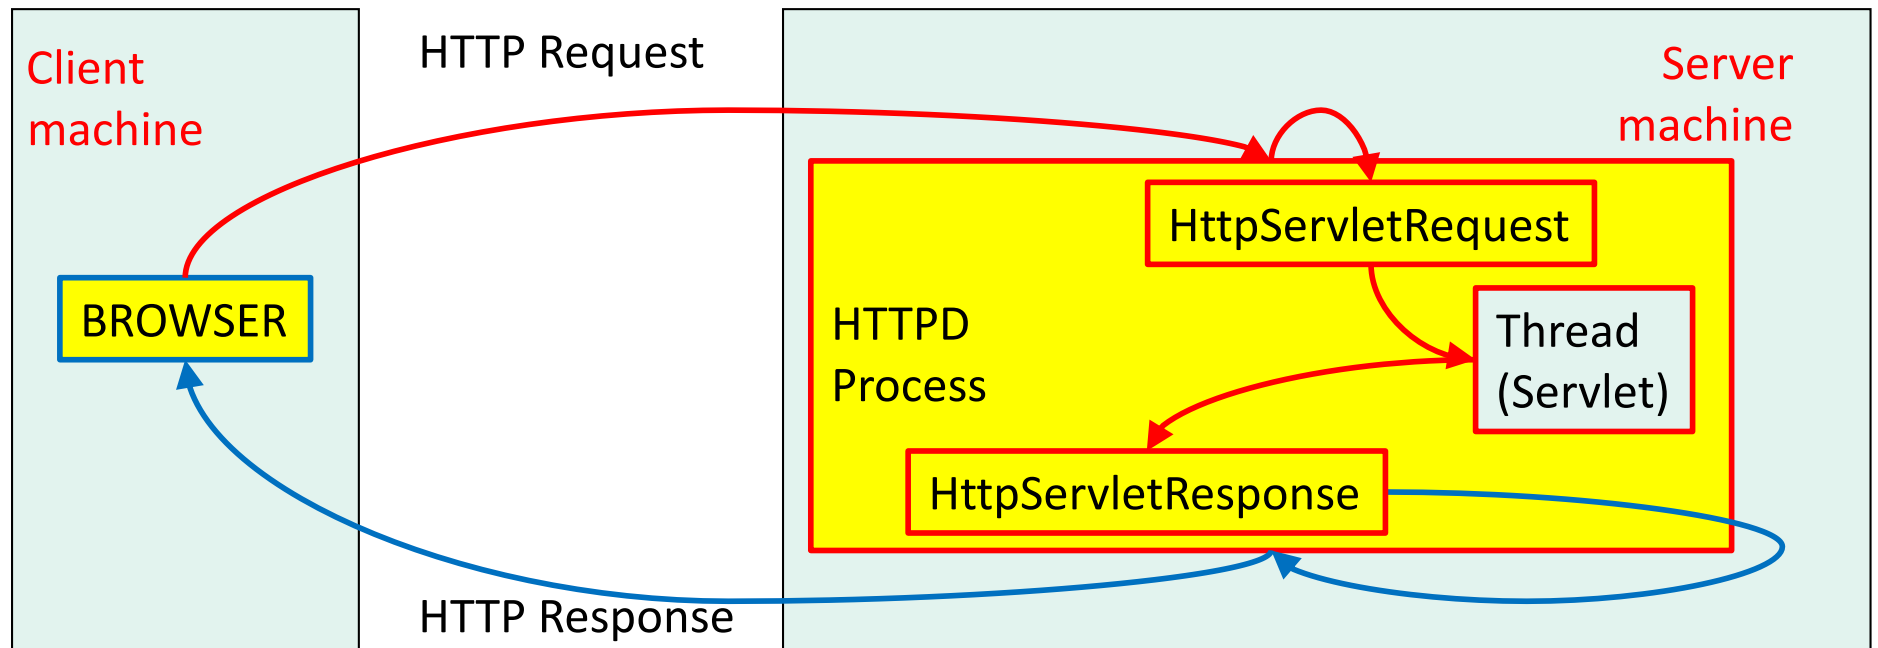 Client
machine
HTTP Request
Server
machine
HttpServletRequest
BROWSER
HTTPD
Process
Thread
(Servlet)
HttpServletResponse
HTTP Response